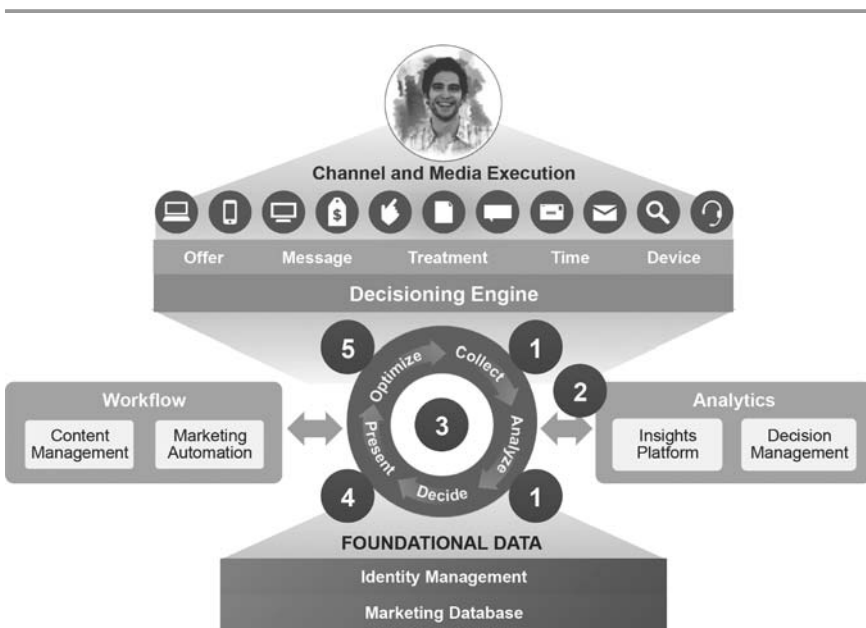 Channel and Media Execution
$
Offer Message Treatment Time Device
Decisioning Engine
5
1
Optimize
Collect
2
Workflow
Content
Management
Marketing
Automation
3
Present
Analyze
Analytics
Insights
Platform
Decision
Management
4
Decide
1
FOUNDATIONAL DATA
Identity Management
Marketing Database